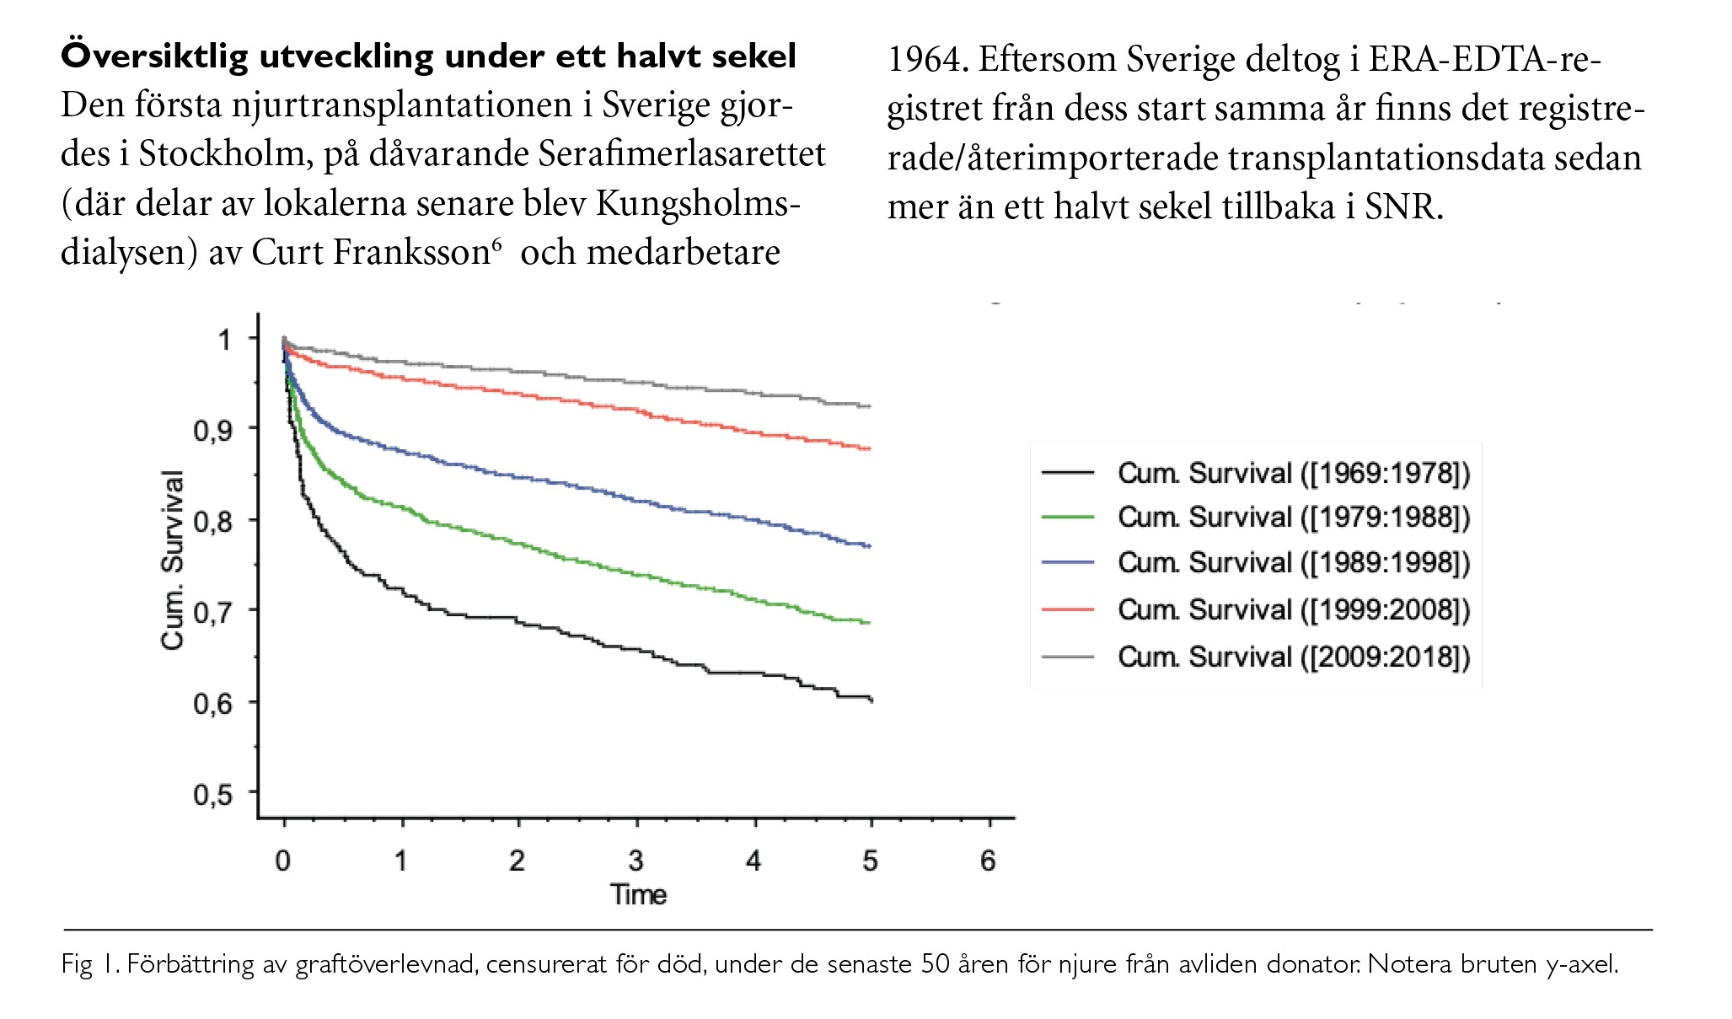 Översiktlig utveckling under ett halvt sekel
Den första njurtransplantationen i Sverige gjor-
des i Stockholm, på dåvarande Serafimerlasarettet
(där delar av lokalerna senare blev Kungsholms-
dialysen) av Curt Franksson⁶ och medarbetare
1964. Eftersom Sverige deltog i ERA-EDTA-re-
gistret från dess start samma år finns det registre-
rade/återimporterade transplantationsdata sedan
mer än ett halvt sekel tillbaka i SNR.
Cum. Survival
1
0,9
0,8
0,7
0,6
0,5
0 1 2 3 4 5 6
Time
Cum. Survival ([1969:1978])
Cum. Survival ([1979:1988])
Cum. Survival ([1989:1998])
Cum. Survival ([1999:2008])
Cum. Survival ([2009:2018])
Fig 1. Förbättring av graftöverlevnad, censurerat för död, under de senaste 50 åren för njure från avliden donator. Notera bruten y-axel.